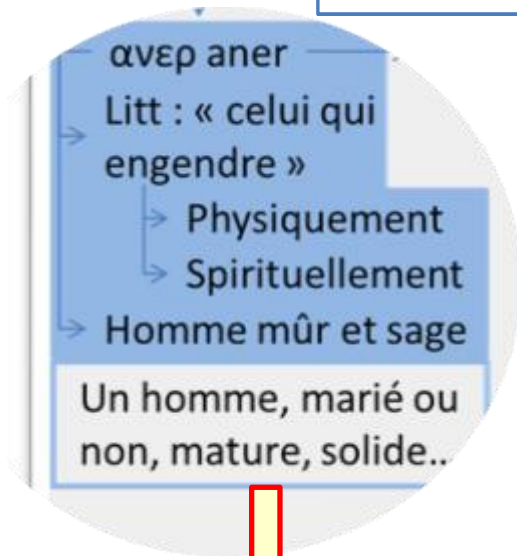 ανερ aner
Litt : « celui qui
engendre »
Physiquement
Spirituellement
Homme mûr et sage
Un homme, marié ou
non, mature, solide...